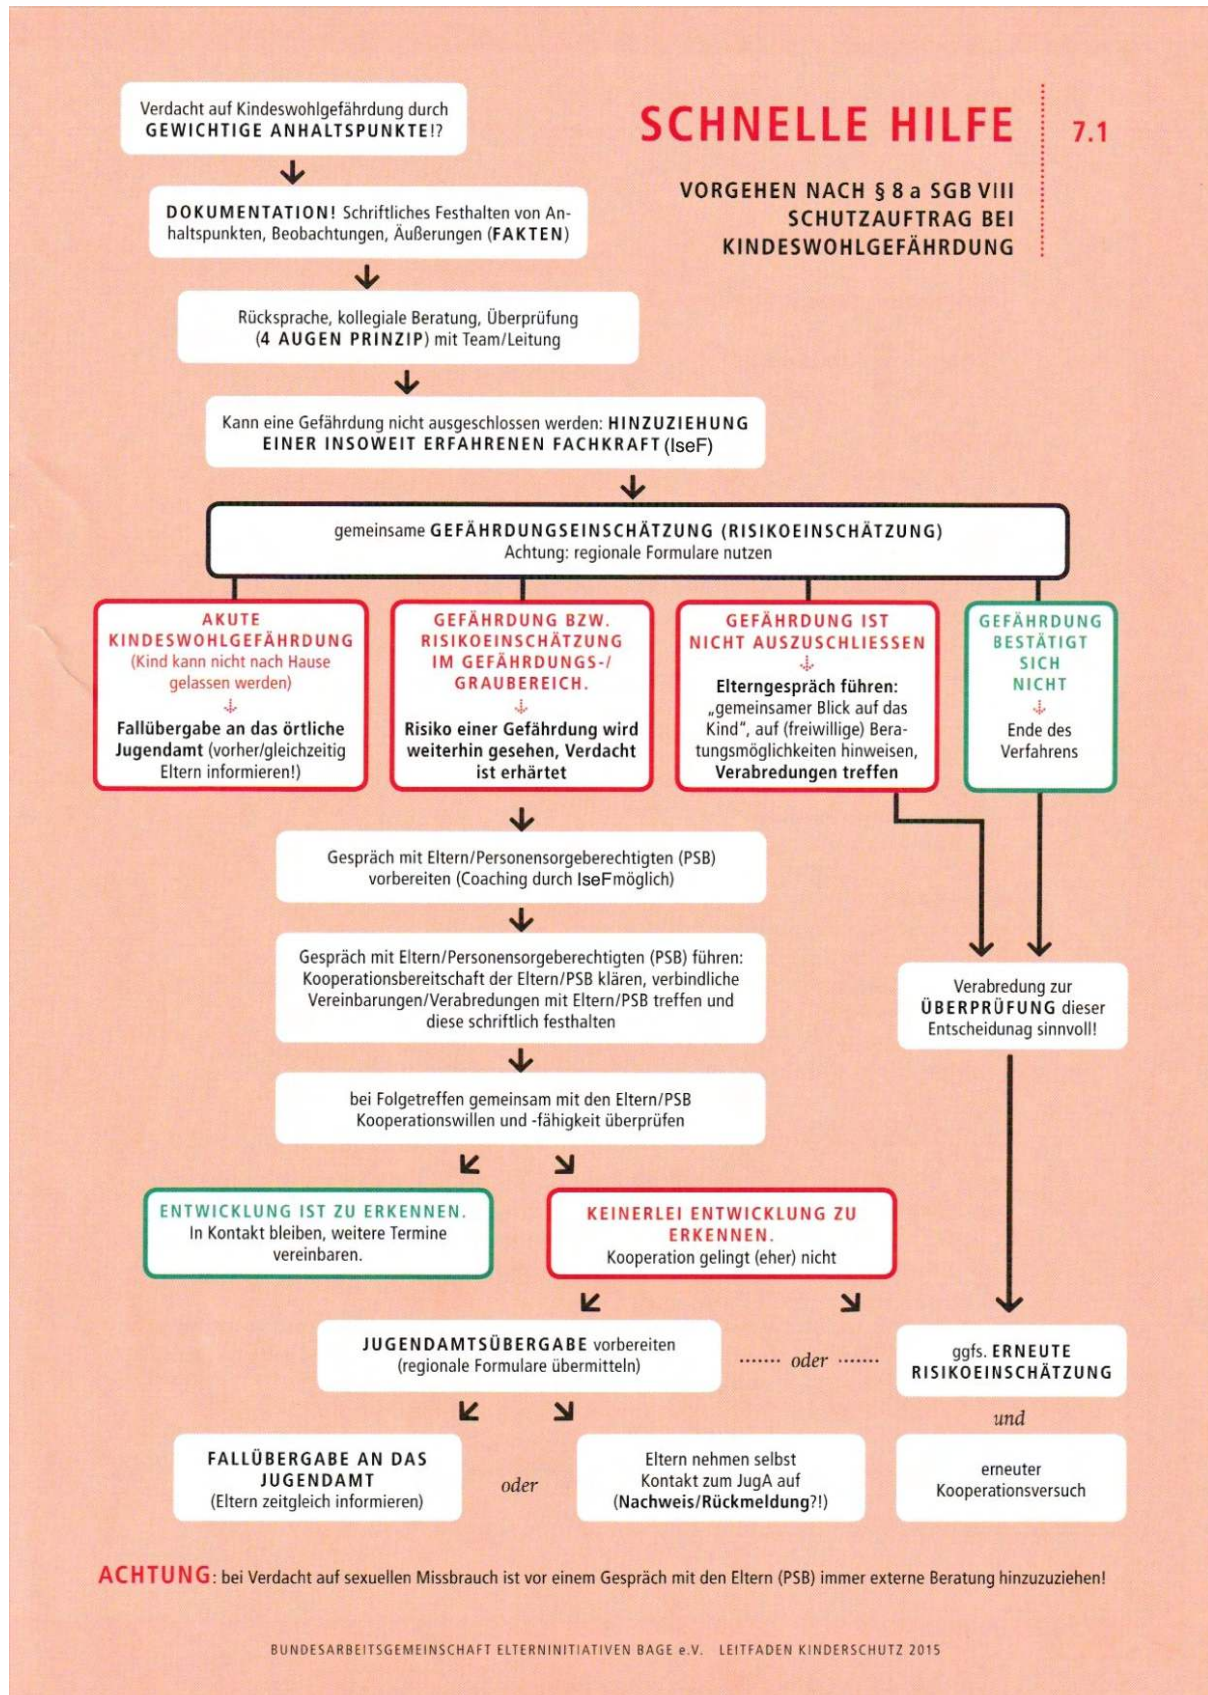 Verdacht auf Kindeswohlgefährdung durch
GEWICHTIGE ANHALTSPUNKTE!?
SCHNELLE HILFE
7.1
VORGEHEN NACH § 8 a SGB VIII
SCHUTZAUFTRAG BEI
KINDESWOHLGEFÄHRDUNG
DOKUMENTATION! Schriftliches Festhalten von An-
haltspunkten, Beobachtungen, Äußerungen (FAKTEN)
Rücksprache, kollegiale Beratung, Überprüfung
(4 AUGEN PRINZIP) mit Team/Leitung
Kann eine Gefährdung nicht ausgeschlossen werden: HINZUZIEHUNG
EINER INSOWEIT ERFAHRENEN FACHKRAFT (IseF)
gemeinsame GEFÄHRDUNGSEINSCHÄTZUNG (RISIKOEINSCHÄTZUNG)
Achtung: regionale Formulare nutzen
AKUTE
KINDESWOHLGEFÄHRDUNG
(Kind kann nicht nach Hause
gelassen werden)
Fallübergabe an das örtliche
Jugendamt (vorher/gleichzeitig
Eltern informieren!)
GEFÄHRDUNG BZW.
RISIKOEINSCHÄTZUNG
IM GEFÄHRDUNGS-/
GRAUBEREICH.
Risiko einer Gefährdung wird
weiterhin gesehen, Verdacht
ist erhärtet
GEFÄHRDUNG IST
NICHT AUSZUSCHLIESSEN
Elterngespräch führen:
„gemeinsamer Blick auf das
Kind“, auf (freiwillige) Bera-
tungsmöglichkeiten hinweisen,
Verabredungen treffen
GEFÄHRDUNG
BESTÄTIGT
SICH
NICHT
Ende des
Verfahrens
Gespräch mit Eltern/Personensorgeberechtigten (PSB)
vorbereiten (Coaching durch IseF möglich)
Gespräch mit Eltern/Personensorgeberechtigten (PSB) führen:
Kooperationsbereitschaft der Eltern/PSB klären, verbindliche
Vereinbarungen/Verabredungen mit Eltern/PSB treffen und
diese schriftlich festhalten
Verabredung zur
ÜBERPRÜFUNG dieser
Entscheidunag sinnvoll!
bei Folgetreffen gemeinsam mit den Eltern/PSB
Kooperationswillen und -fähigkeit überprüfen
ENTWICKLUNG IST ZU ERKENNEN.
In Kontakt bleiben, weitere Termine
vereinbaren.
KEINERLEI ENTWICKLUNG ZU
ERKENNEN.
Kooperation gelingt (eher) nicht
JUGENDAMTSÜBERGABE vorbereiten
(regionale Formulare übermitteln)
....... oder .......
ggfs. ERNEUTE
RISIKOEINSCHÄTZUNG
und
FALLÜBERGABE AN DAS
JUGENDAMT
(Eltern zeitgleich informieren)
oder
Eltern nehmen selbst
Kontakt zum JugA auf
(Nachweis/Rückmeldung?!)
erneuter
Kooperationsversuch
ACHTUNG: bei Verdacht auf sexuellen Missbrauch ist vor einem Gespräch mit den Eltern (PSB) immer externe Beratung hinzuzuziehen!
BUNDESARBEITSGEMEINSCHAFT ELTERNINITIATIVEN BAGE e.V. LEITFADEN KINDERSCHUTZ 2015